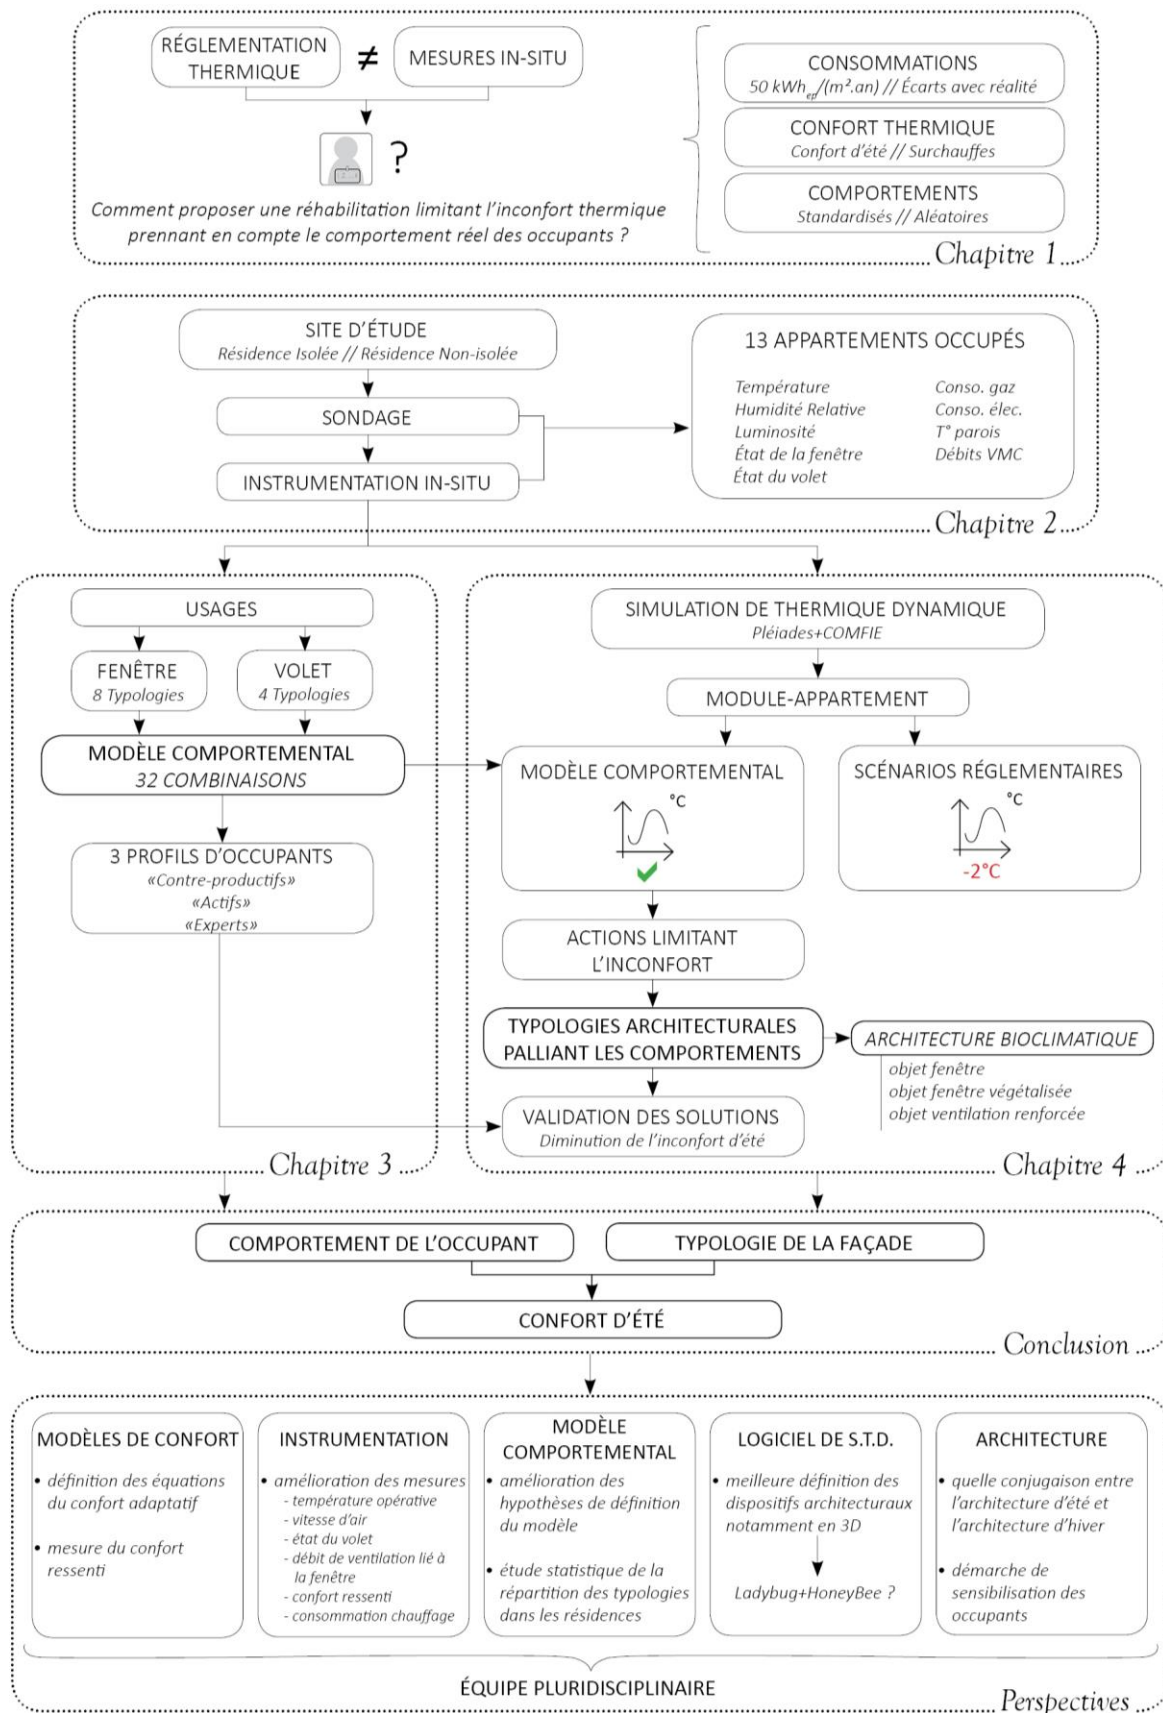 RÉGLEMENTATION
THERMIQUE
≠
MESURES IN-SITU
?
Comment proposer une réhabilitation limitant l'inconfort thermique
prennant en compte le comportement réel des occupants ?
CONSOMMATIONS
50 kWhep/(m².an) // Écarts avec réalité
CONFORT THERMIQUE
Confort d'été // Surchauffes
COMPORTEMENTS
Standardisés // Aléatoires
Chapitre 1
SITE D'ÉTUDE
Résidence Isolée // Résidence Non-isolée
SONDAGE
INSTRUMENTATION IN-SITU
13 APPARTEMENTS OCCUPÉS
Température
Humidité Relative
Luminosité
État de la fenêtre
État du volet
Conso. gaz
Conso. élec.
T° parois
Débits VMC
Chapitre 2
USAGES
FENÊTRE
8 Typologies
VOLET
4 Typologies
MODÈLE COMPORTEMENTAL
32 COMBINAISONS
3 PROFILS D'OCCUPANTS
«Contre-productifs»
«Actifs»
«Experts»
Chapitre 3
SIMULATION DE THERMIQUE DYNAMIQUE
Pléiades+COMFIE
MODULE-APPARTEMENT
MODÈLE COMPORTEMENTAL
°C
SCÉNARIOS RÉGLEMENTAIRES
°C
-2°C
ACTIONS LIMITANT
L'INCONFORT
TYPOLOGIES ARCHITECTURALES
PALLIANT LES COMPORTEMENTS
ARCHITECTURE BIOCLIMATIQUE
objet fenêtre
objet fenêtre végétalisée
objet ventilation renforcée
VALIDATION DES SOLUTIONS
Diminution de l'inconfort d'été
Chapitre 4
COMPORTEMENT DE L'OCCUPANT
TYPOLOGIE DE LA FAÇADE
CONFORT D'ÉTÉ
Conclusion
MODÈLES DE CONFORT
• définition des équations
du confort adaptatif
• mesure du confort
ressenti
INSTRUMENTATION
• amélioration des mesures
- température opérative
- vitesse d'air
- état du volet
- débit de ventilation lié à
la fenêtre
- confort ressenti
- consommation chauffage
MODÈLE
COMPORTEMENTAL
• amélioration des
hypothèses de définition
du modèle
• étude statistique de la
répartition des typologies
dans les résidences
LOGICIEL DE S.T.D.
• meilleure définition des
dispositifs architecturaux
notamment en 3D
Ladybug+HoneyBee ?
ARCHITECTURE
• quelle conjugaison entre
l'architecture d'été et
l'architecture d'hiver
• démarche de
sensibilisation des
occupants
ÉQUIPE PLURIDISCIPLINAIRE
Perspectives